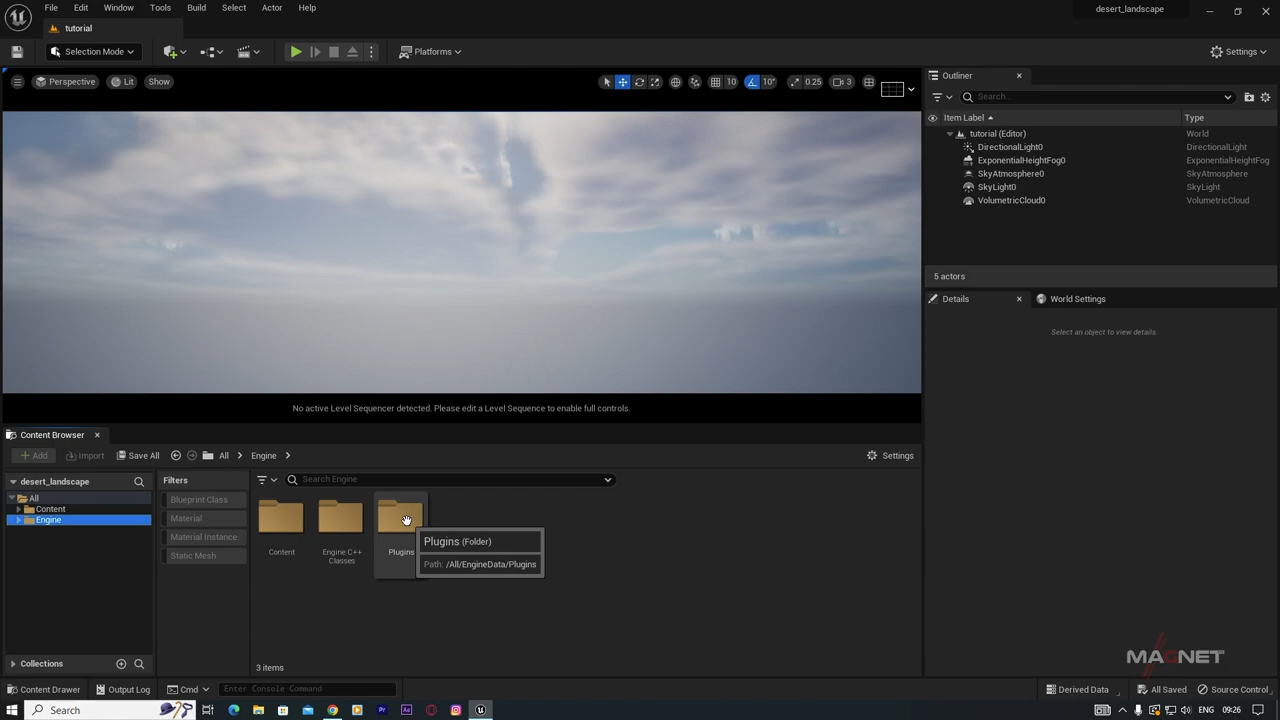 File Edit Window Tools Build Select Actor Help
desert_landscape
tutorial
Selection Mode
Platforms
Settings
Perspective Lit Show
10 10° 0.25 3
Outliner
Search...
Item Label Type
tutorial (Editor) World
DirectionalLight0 DirectionalLight
ExponentialHeightFog0 ExponentialHeightFog
SkyAtmosphere0 SkyAtmosphere
SkyLight0 SkyLight
VolumetricCloud0 VolumetricCloud
5 actors
Details World Settings
Select an object to view details.
No active Level Sequencer detected. Please edit a Level Sequence to enable full controls.
Content Browser
Add Import Save All All Engine Settings
desert_landscape
All
Content
Engine
Filters
Blueprint Class
Material
Material Instance
Static Mesh
Search Engine
Content
Engine C++
Classes
Plugins
Plugins (Folder)
Path: /All/EngineData/Plugins
Collections
3 items
MAGNET
Content Drawer Output Log Cmd Enter Console Command Derived Data All Saved Source Control
Search
ENG 09:26